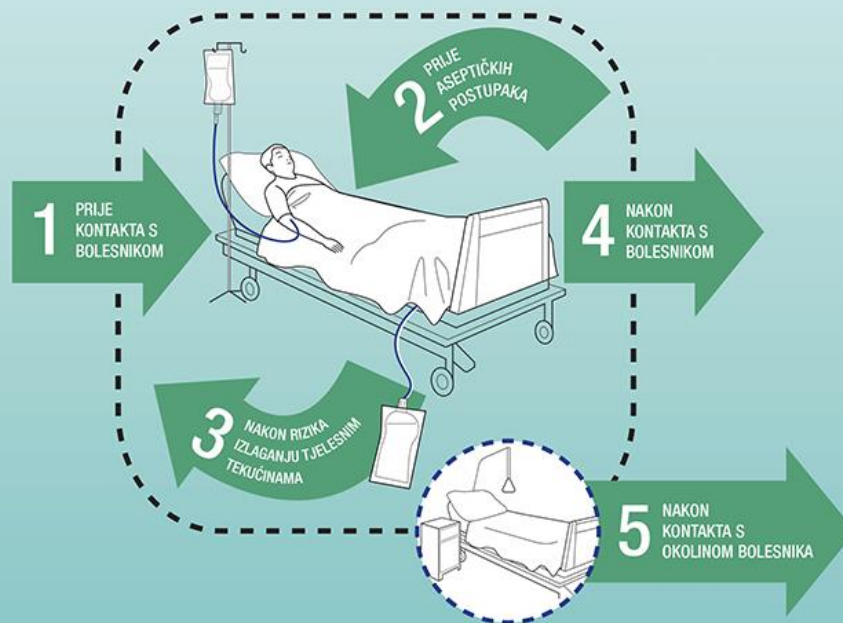 1
PRIJE
KONTAKTA S
BOLESNIKOM
2
PRIJE
ASEPTIČKIH
POSTUPAKA
3
NAKON RIZIKA
IZLAGANJU TJELESNIM
TEKUĆINAMA
4
NAKON
KONTAKTA S
BOLESNIKOM
5
NAKON
KONTAKTA S
OKOLINOM BOLESNIKA